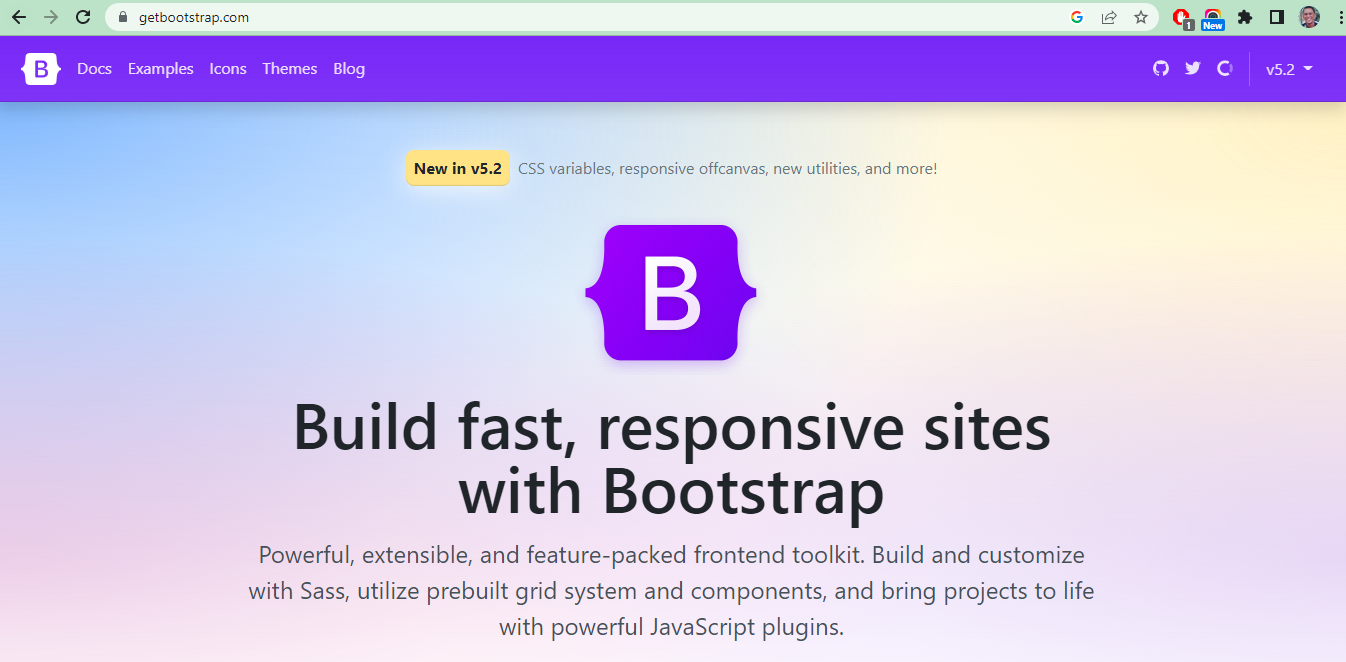 getbootstrap.com
1
New
B Docs Examples Icons Themes Blog
v5.2
New in v5.2 CSS variables, responsive offcanvas, new utilities, and more!
B
Build fast, responsive sites
with Bootstrap
Powerful, extensible, and feature-packed frontend toolkit. Build and customize
with Sass, utilize prebuilt grid system and components, and bring projects to life
with powerful JavaScript plugins.